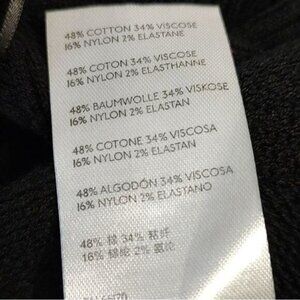 48% COTTON 34% VISCOSE
16% NYLON 2% ELASTANE
48% COTON 34% VISCOSE
16% NYLON 2% ELASTHANNE
48% BAUMWOLLE 34% VISKOSE
16% NYLON 2% ELASTAN
48% COTONE 34% VISCOSA
16% NYLON 2% ELASTAN
48% ALGODÓN 34% VISCOSA
16% NYLON 2% ELASTANO
48% 棉 34% 粘纤
16% 锦纶 2% 氨纶